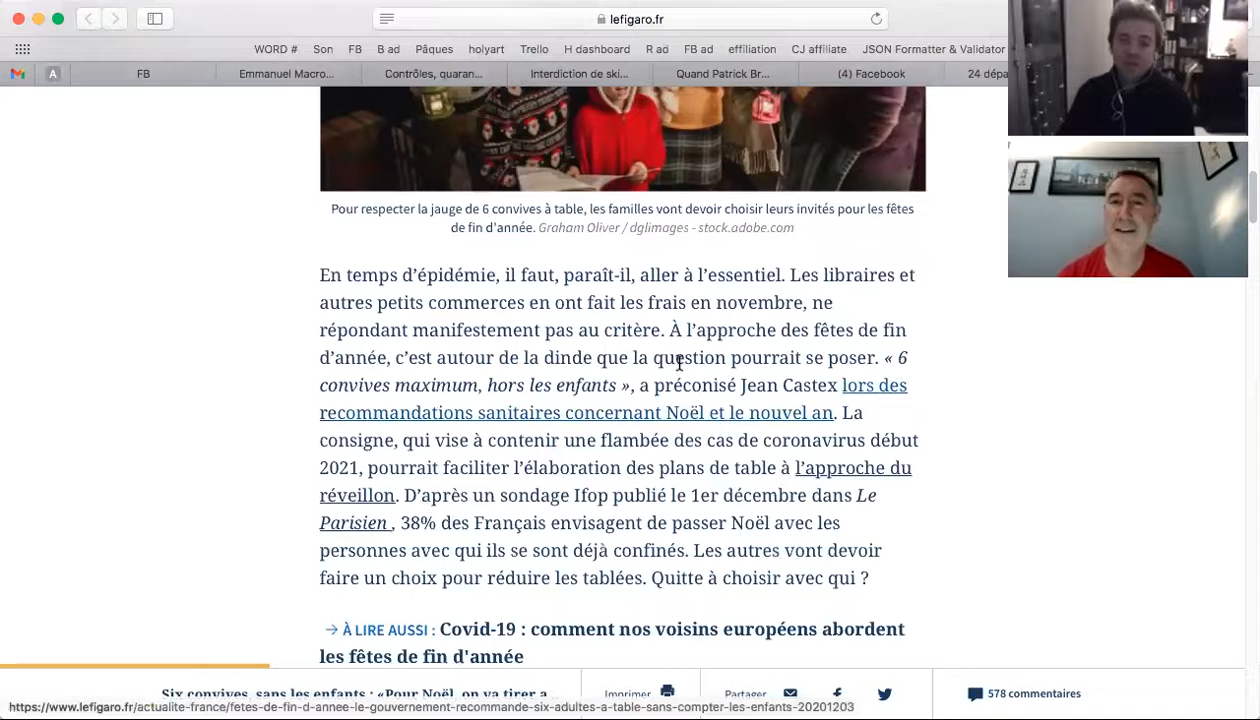 lefigaro.fr
WORD # Son FB B ad Pâques holyart Trello H dashboard R ad FB ad effiliation CJ affiliate JSON Formatter & Validator
A FB Emmanuel Macro... Contrôles, quaran... Interdiction de ski... Quand Patrick Br... (4) Facebook 24 dépa
Pour respecter la jauge de 6 convives à table, les familles vont devoir choisir leurs invités pour les fêtes
de fin d'année. Graham Oliver / dglimages - stock.adobe.com
En temps d’épidémie, il faut, paraît-il, aller à l’essentiel. Les libraires et
autres petits commerces en ont fait les frais en novembre, ne
répondant manifestement pas au critère. À l’approche des fêtes de fin
d’année, c’est autour de la dinde que la question pourrait se poser. « 6
convives maximum, hors les enfants », a préconisé Jean Castex lors des
recommandations sanitaires concernant Noël et le nouvel an. La
consigne, qui vise à contenir une flambée des cas de coronavirus début
2021, pourrait faciliter l’élaboration des plans de table à l’approche du
réveillon. D’après un sondage Ifop publié le 1er décembre dans Le
Parisien , 38% des Français envisagent de passer Noël avec les
personnes avec qui ils se sont déjà confinés. Les autres vont devoir
faire un choix pour réduire les tablées. Quitte à choisir avec qui ?
→ À LIRE AUSSI : Covid-19 : comment nos voisins européens abordent
les fêtes de fin d'année
Six convives, sans les enfants : «Pour Noël, on va tirer a... Imprimer Partager 578 commentaires
https://www.lefigaro.fr/actualite-france/fetes-de-fin-d-annee-le-gouvernement-recommande-six-adultes-a-table-sans-compter-les-enfants-20201203